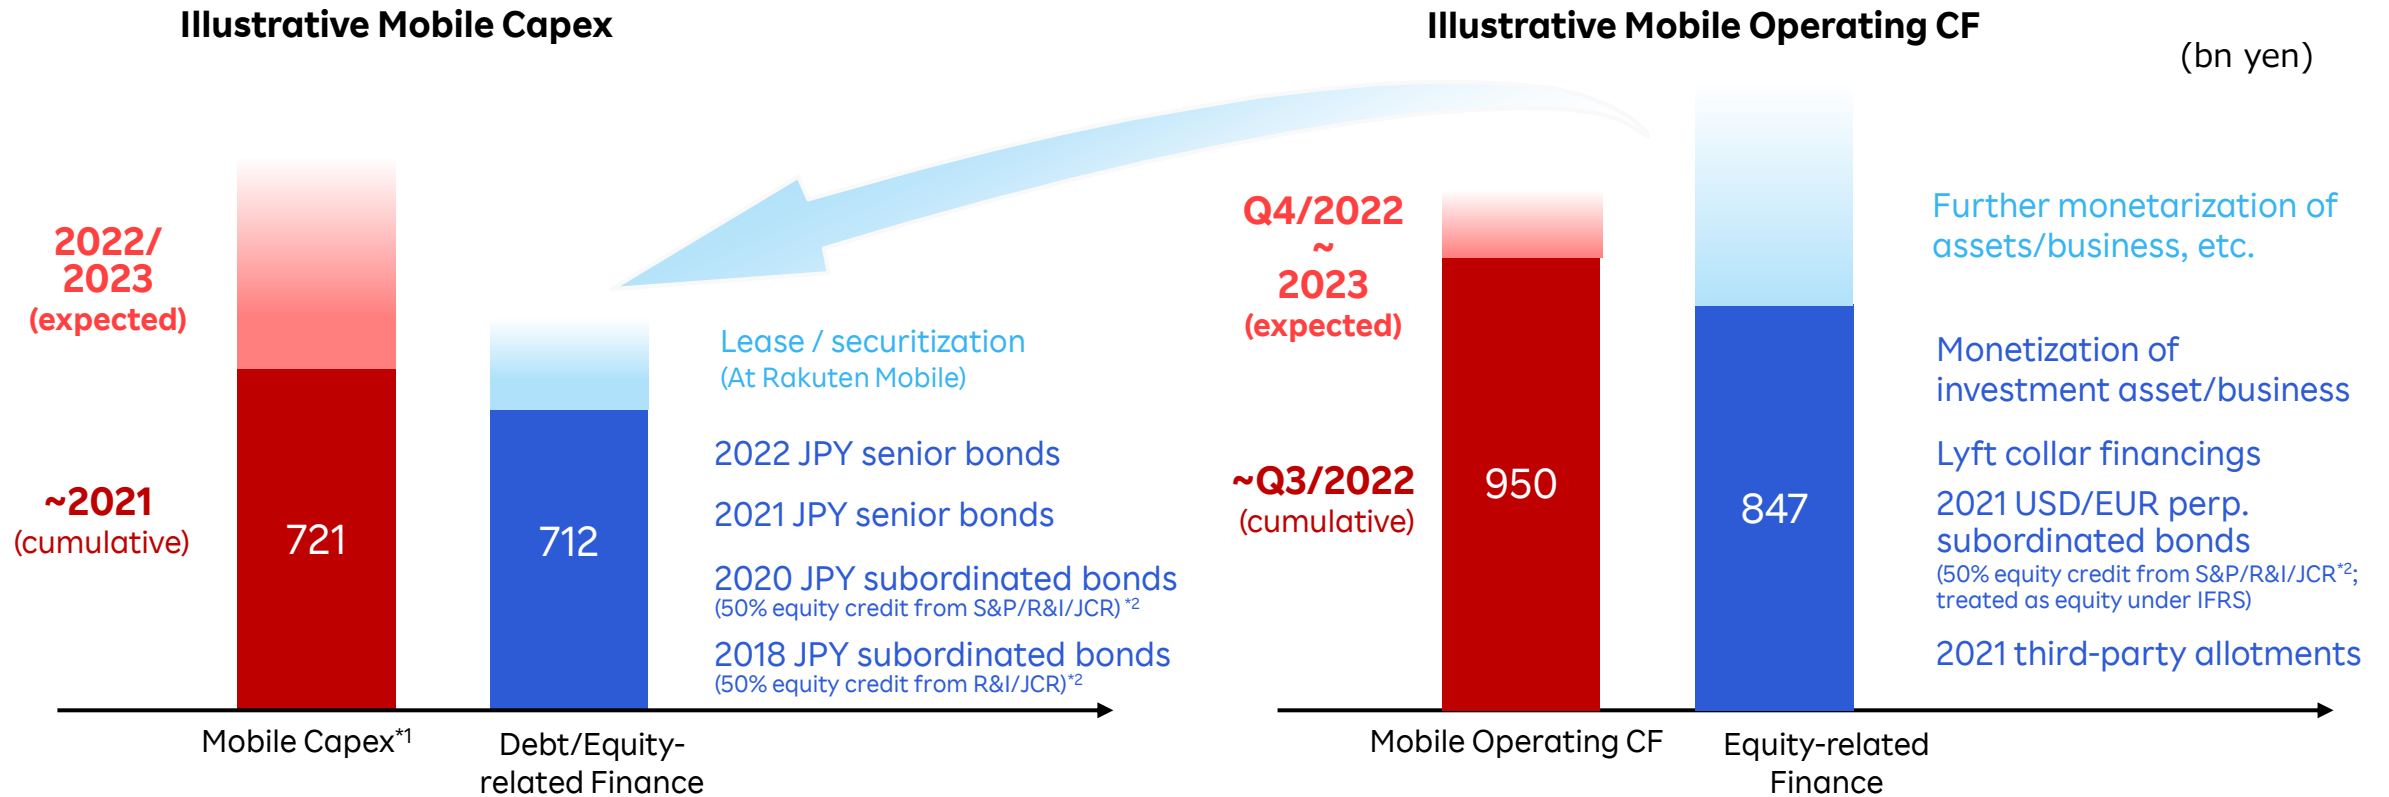 Illustrative Mobile Capex
2022/
2023
(expected)
~2021
(cumulative)
721
712
Lease / securitization
(At Rakuten Mobile)
2022 JPY senior bonds
2021 JPY senior bonds
2020 JPY subordinated bonds
(50% equity credit from S&P/R&I/JCR) *2
2018 JPY subordinated bonds
(50% equity credit from R&I/JCR)*2
Mobile Capex*1
Debt/Equity-
related Finance
Illustrative Mobile Operating CF
(bn yen)
Q4/2022
~
2023
(expected)
~Q3/2022
(cumulative)
950
847
Further monetarization of
assets/business, etc.
Monetization of
investment asset/business
Lyft collar financings
2021 USD/EUR perp.
subordinated bonds
(50% equity credit from S&P/R&I/JCR*2;
treated as equity under IFRS)
2021 third-party allotments
Mobile Operating CF
Equity-related
Finance